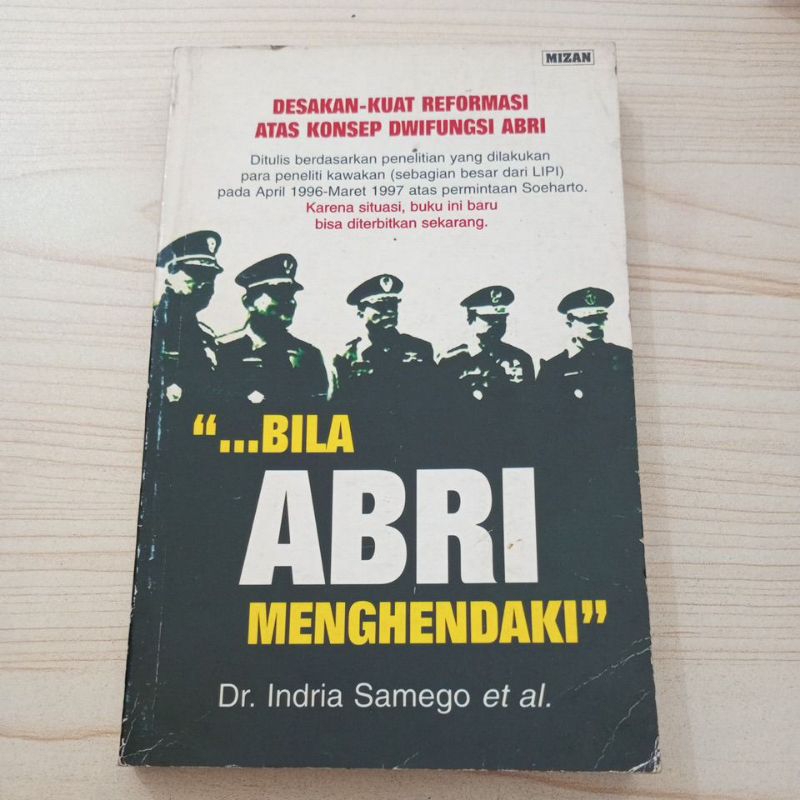 MIZAN
DESAKAN-KUAT REFORMASI
ATAS KONSEP DWIFUNGSI ABRI
Ditulis berdasarkan penelitian yang dilakukan
para peneliti kawakan (sebagian besar dari LIPI)
pada April 1996-Maret 1997 atas permintaan Soeharto.
Karena situasi, buku ini baru
bisa diterbitkan sekarang.
“...BILA
ABRI
MENGHENDAKI”
Dr. Indria Samego et al.